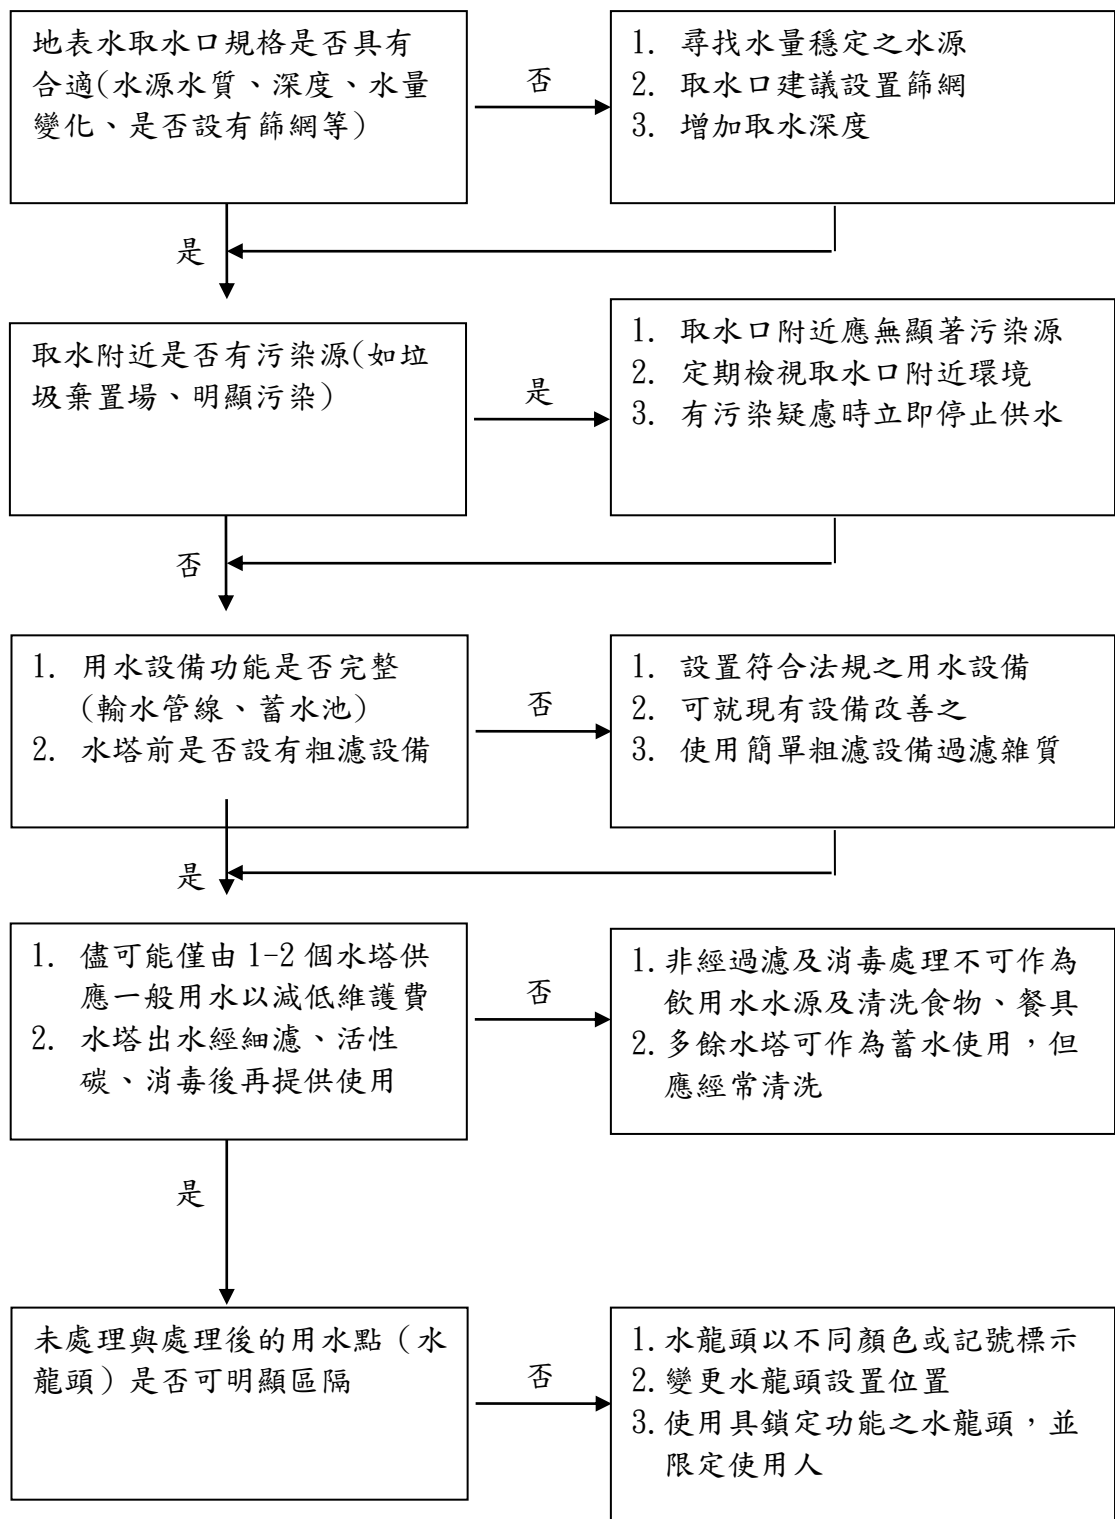 地表水取水口規格是否具有
合適(水源水質、深度、水量
變化、是否設有篩網等)
否
1. 尋找水量穩定之水源
2. 取水口建議設置篩網
3. 增加取水深度
是
取水附近是否有污染源(如垃
圾棄置場、明顯污染)
是
1. 取水口附近應無顯著污染源
2. 定期檢視取水口附近環境
3. 有污染疑慮時立即停止供水
否
1. 用水設備功能是否完整
(輸水管線、蓄水池)
2. 水塔前是否設有粗濾設備
否
1. 設置符合法規之用水設備
2. 可就現有設備改善之
3. 使用簡單粗濾設備過濾雜質
是
1. 儘可能僅由 1-2 個水塔供
應一般用水以減低維護費
2. 水塔出水經細濾、活性
碳、消毒後再提供使用
否
1.非經過濾及消毒處理不可作為
飲用水水源及清洗食物、餐具
2.多餘水塔可作為蓄水使用，但
應經常清洗
是
未處理與處理後的用水點（水
龍頭）是否可明顯區隔
否
1.水龍頭以不同顏色或記號標示
2.變更水龍頭設置位置
3.使用具鎖定功能之水龍頭，並
限定使用人